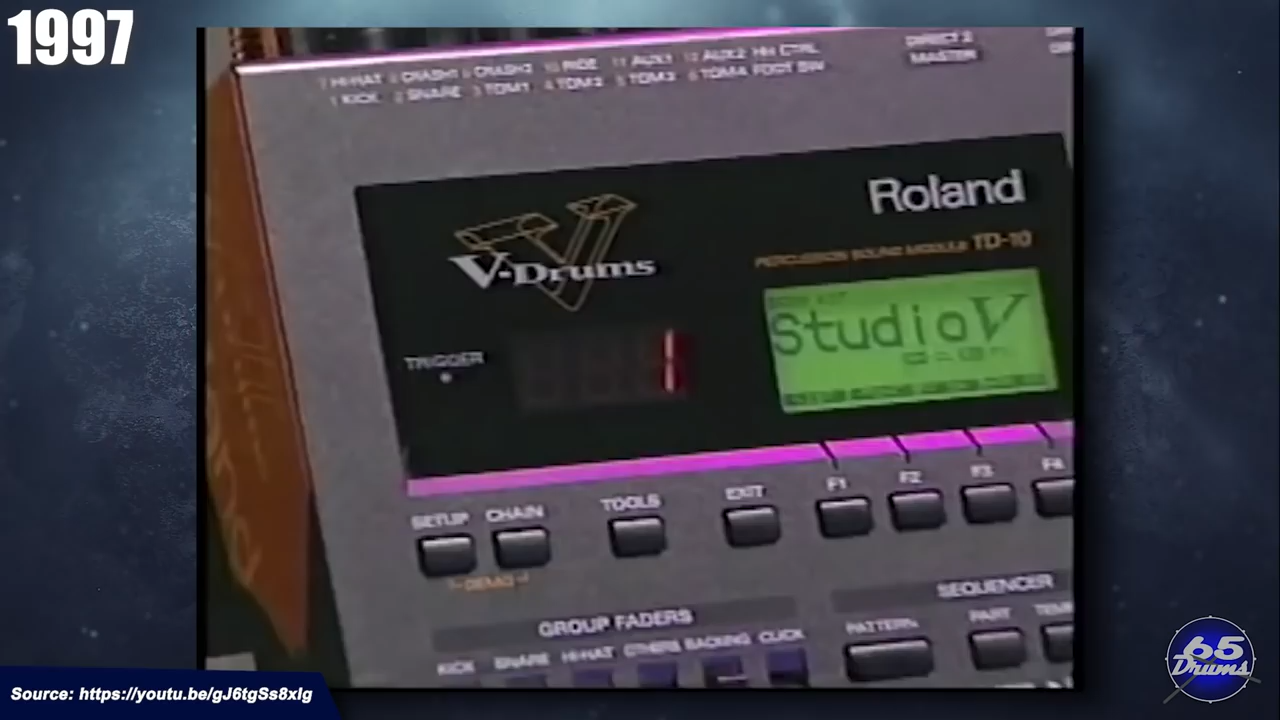 1997
7 HI-HAT 8 CRASH1 9 CRASH2 10 RIDE 11 AUX1 12 AUX2 HH CTRL
1 KICK 2 SNARE 3 TOM1 4 TOM2 5 TOM3 6 TOM4 FOOT SW
DIRECT 2
MASTER
Roland
V-Drums
PERCUSSION SOUND MODULE TD-10
TRIGGER
1
StudioV
SETUP CHAIN TOOLS EXIT F1 F2 F3 F4
DEMO
GROUP FADERS
SEQUENCER
KICK SNARE HI-HAT OTHERS BACKING CLICK
PATTERN PART
Source: https://youtu.be/gJ6tgSs8xIg
65
Drums